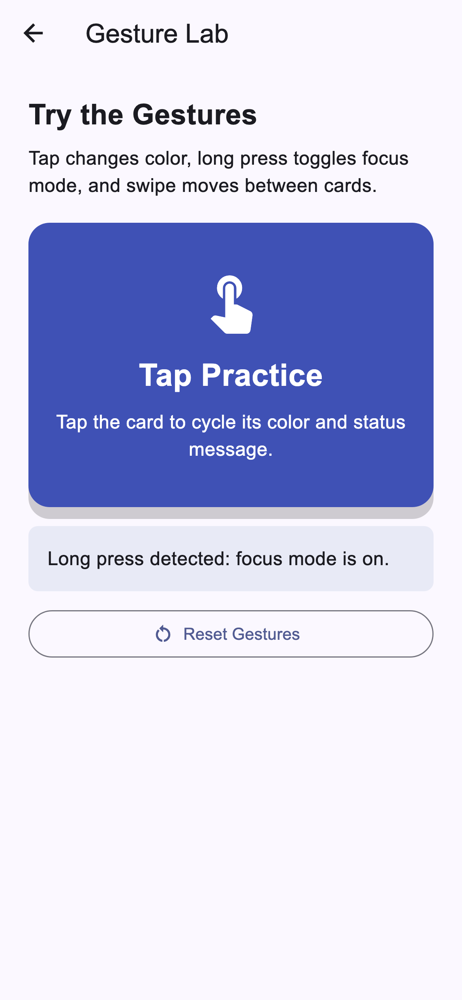 Gesture Lab
Try the Gestures
Tap changes color, long press toggles focus
mode, and swipe moves between cards.
Tap Practice
Tap the card to cycle its color and status
message.
Long press detected: focus mode is on.
Reset Gestures